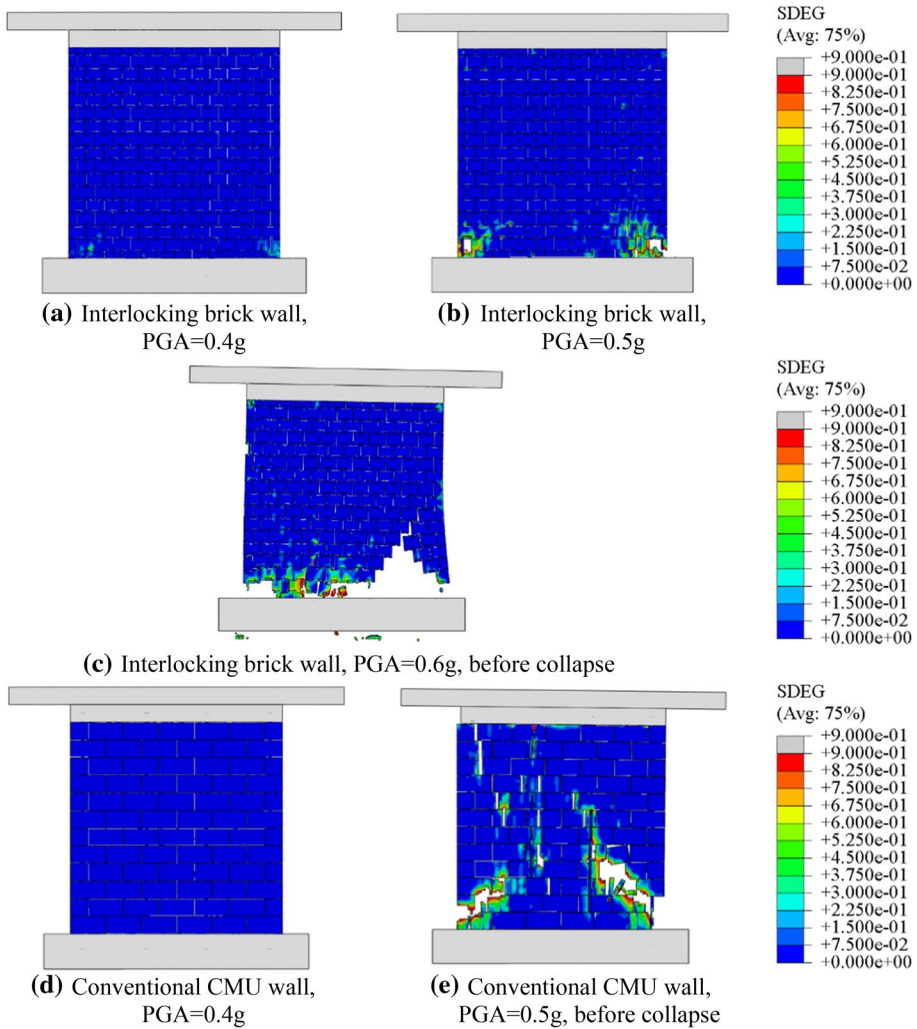 SDEG
(Avg: 75%)
+9.000e-01
+9.000e-01
+8.250e-01
+7.500e-01
+6.750e-01
+6.000e-01
+5.250e-01
+4.500e-01
+3.750e-01
+3.000e-01
+2.250e-01
+1.500e-01
+7.500e-02
+0.000e+00
(a) Interlocking brick wall,
PGA=0.4g
(b) Interlocking brick wall,
PGA=0.5g
SDEG
(Avg: 75%)
+9.000e-01
+9.000e-01
+8.250e-01
+7.500e-01
+6.750e-01
+6.000e-01
+5.250e-01
+4.500e-01
+3.750e-01
+3.000e-01
+2.250e-01
+1.500e-01
+7.500e-02
+0.000e+00
(c) Interlocking brick wall, PGA=0.6g, before collapse
SDEG
(Avg: 75%)
+9.000e-01
+9.000e-01
+8.250e-01
+7.500e-01
+6.750e-01
+6.000e-01
+5.250e-01
+4.500e-01
+3.750e-01
+3.000e-01
+2.250e-01
+1.500e-01
+7.500e-02
+0.000e+00
(d) Conventional CMU wall,
PGA=0.4g
(e) Conventional CMU wall,
PGA=0.5g, before collapse